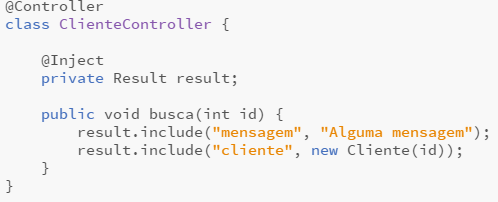 @Controller
class ClienteController {
@Inject
private Result result;
public void busca(int id) {
result.include("mensagem", "Alguma mensagem");
result.include("cliente", new Cliente(id));
}
}